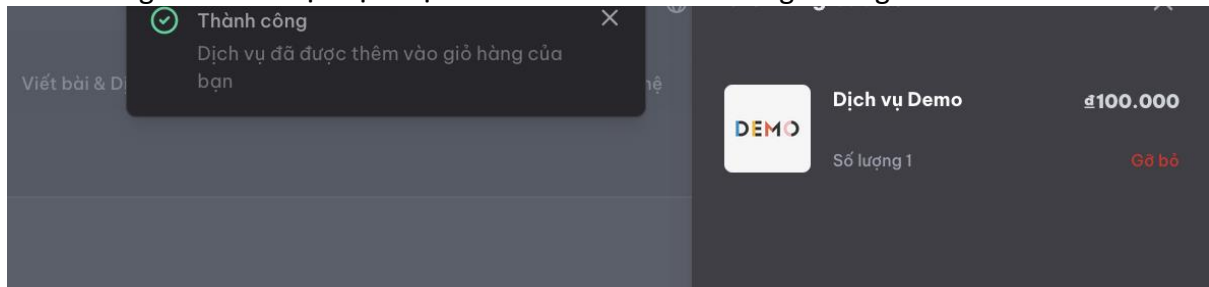 Thành công
Dịch vụ đã được thêm vào giỏ hàng của
bạn
Viết bài & D
hệ
Dịch vụ Demo
₫100.000
DEMO
Số lượng 1
Gỡ bỏ